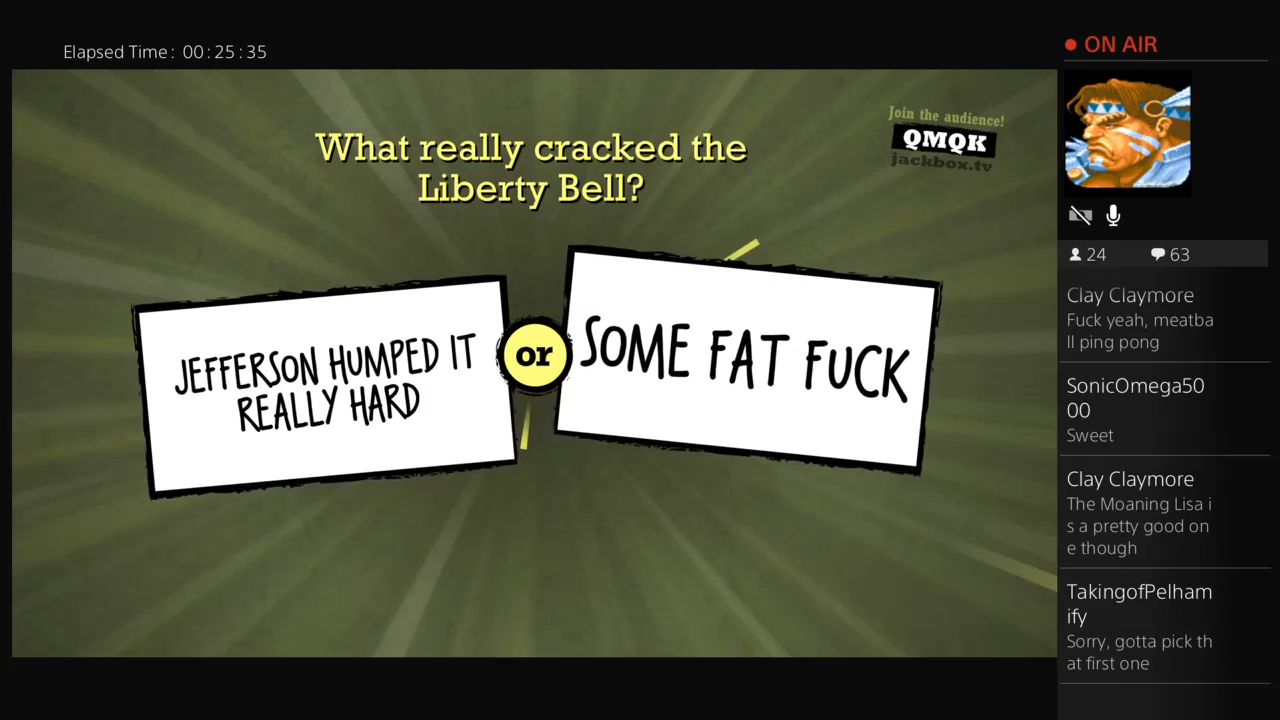 Elapsed Time: 00:25:35
What really cracked the
Liberty Bell?
Join the audience!
QMQK
jackbox.tv
JEFFERSON HUMPED IT
REALLY HARD
or
SOME FAT FUCK
ON AIR
24 63
Clay Claymore
Fuck yeah, meatba
ll ping pong
SonicOmega50
00
Sweet
Clay Claymore
The Moaning Lisa i
s a pretty good on
e though
TakingofPelham
ify
Sorry, gotta pick th
at first one